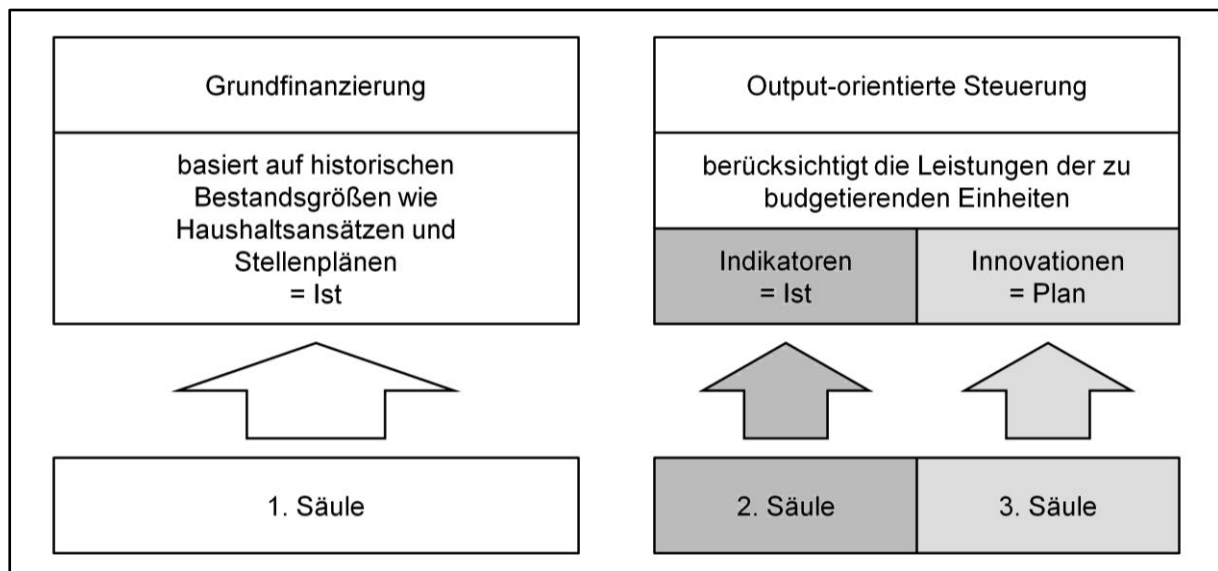 Grundfinanzierung
basiert auf historischen
Bestandsgrößen wie
Haushaltsansätzen und
Stellenplänen
= Ist
Output-orientierte Steuerung
berücksichtigt die Leistungen der zu
budgetierenden Einheiten
Indikatoren
= Ist
Innovationen
= Plan
1. Säule
2. Säule
3. Säule